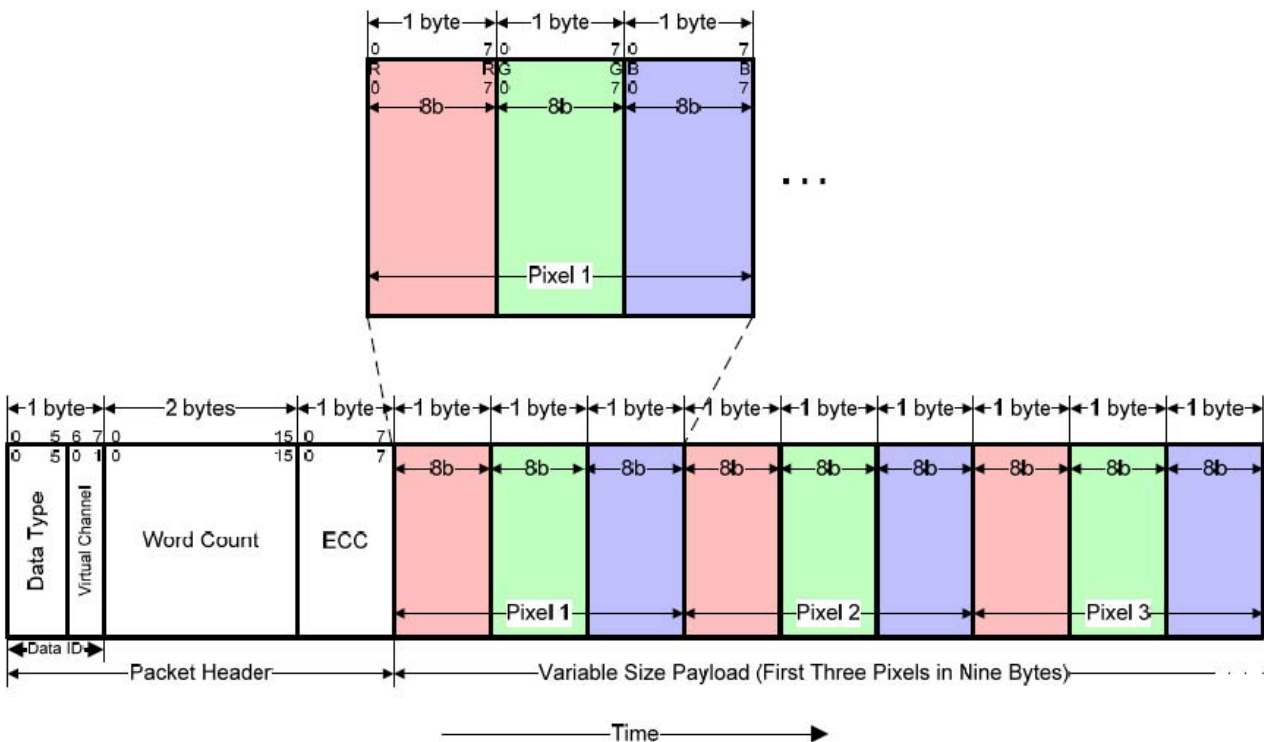 1 byte 1 byte 1 byte
0 7 0 7 0 7
R R G G B B
0 7 0 7 0 7
8b 8b 8b
...
Pixel 1
1 byte 2 bytes 1 byte 1 byte 1 byte 1 byte 1 byte 1 byte 1 byte 1 byte 1 byte 1 byte
0 5 6 7 0 15 0 7
0 5 0 1 0 15 0 7
8b 8b 8b 8b 8b 8b 8b 8b 8b
Data Type
Virtual Channel
Word Count
ECC
Pixel 1 Pixel 2 Pixel 3
Data ID
Packet Header Variable Size Payload (First Three Pixels in Nine Bytes)
Time